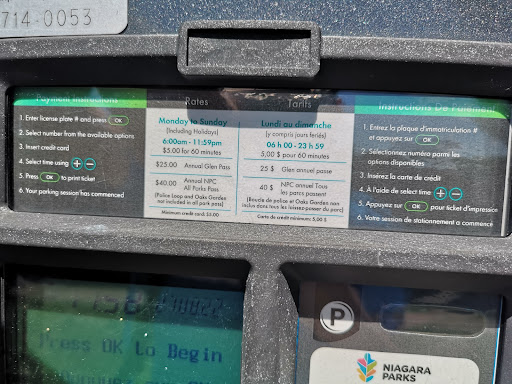 714-0053
Payment Instructions
1. Enter license plate # and press OK
2. Select number from the available options
3. Insert credit card
4. Select time using + -
5. Press OK to print ticket
6. Your parking session has commenced
Rates
Monday to Sunday
(Including Holidays)
6:00am - 11:59pm
$5.00 for 60 minutes
$25.00 Annual Glen Pass
$40.00 Annual NPC
All Parks Pass
(Police Loop and Oaks Garden
not included in all park pass)
Minimum credit card: $5.00
Tarifs
Lundi au dimanche
(y compris jours feriés)
06 h 00 - 23 h 59
5,00 $ pour 60 minutes
25 $ Glen annuel passe
40 $ NPC annuel Tous
les parcs passent
(Boucle de police et Oaks Garden non
inclus dans tous les laissez-passer du parc)
Carte de crédit minimums 5,00 $
Instructions De Paiement
1. Entrez la plaque d'immatriculation #
et appuyez sur OK
2. Sélectionnez numéro parmi les
options disponibles
3. Inserez la carte de crédit
4. À l'aide de select time + -
5. Appuyez sur OK pour ticket d'impression
6. Votre session de stationnement a commencé
Press OK to Begin
P
NIAGARA
PARKS